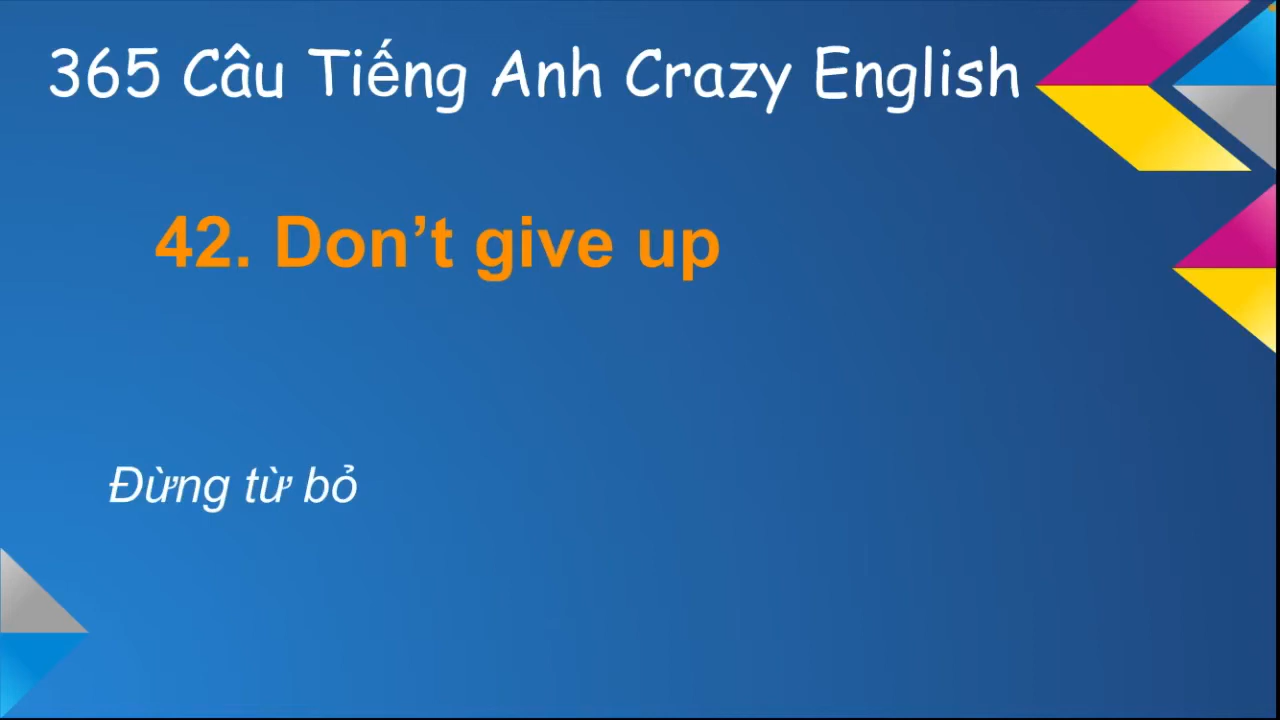 365 Câu Tiếng Anh Crazy English
42. Don’t give up
Đừng từ bỏ